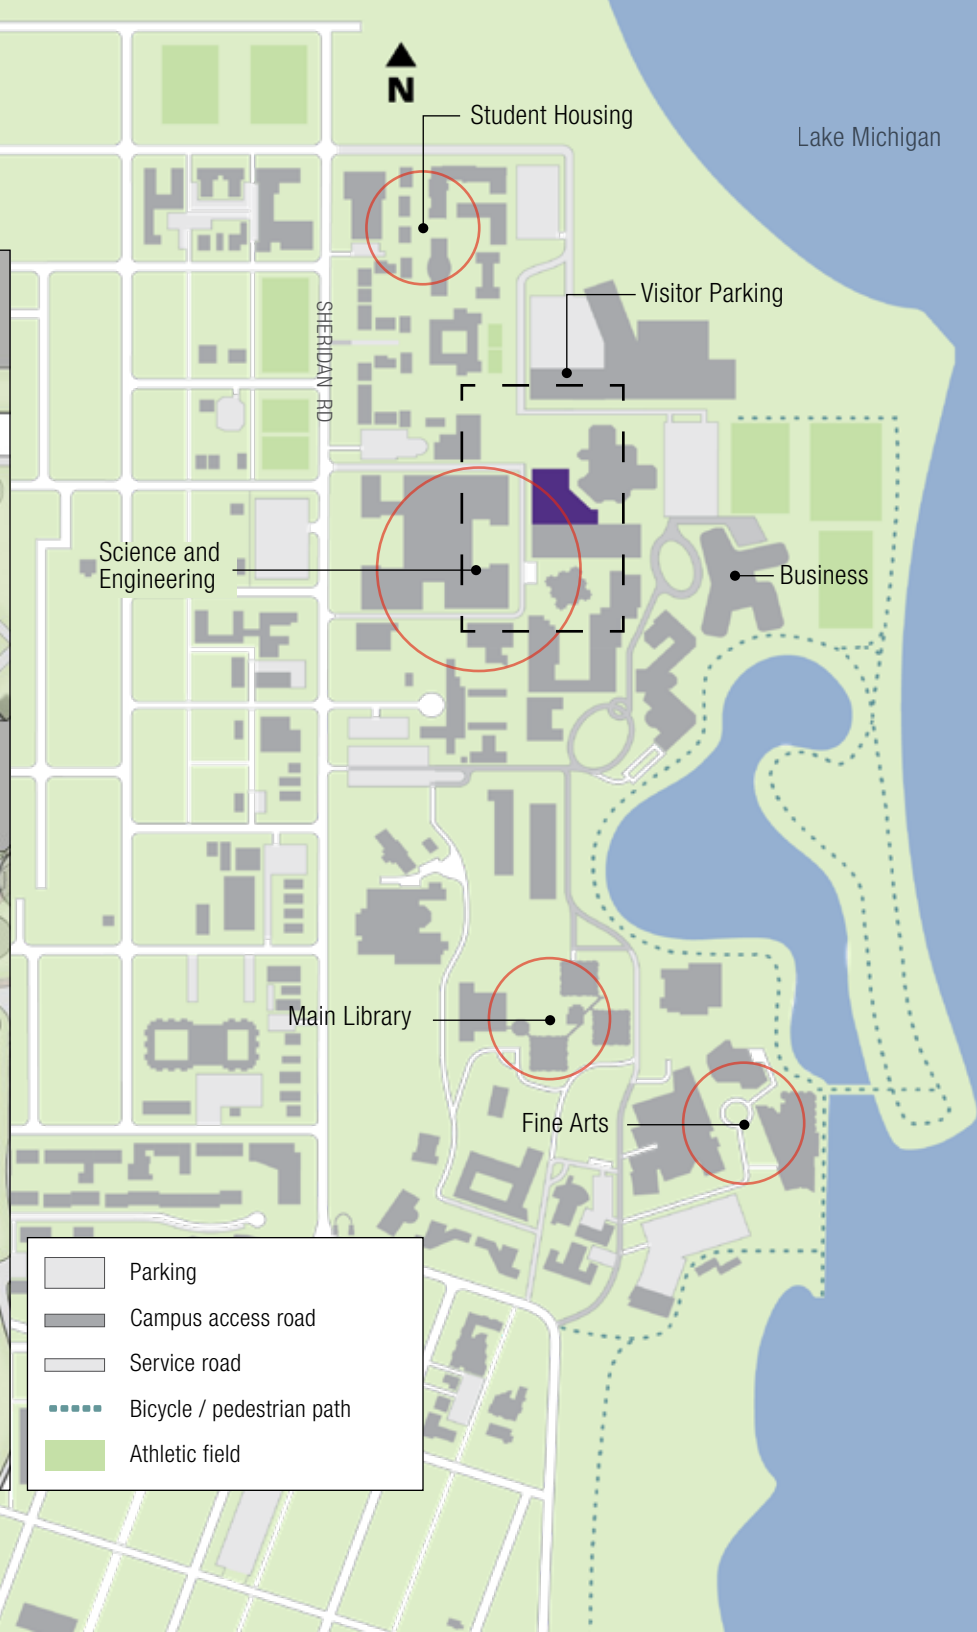 N
Student Housing
Lake Michigan
Visitor Parking
SHERIDAN RD
Science and
Engineering
Business
Main Library
Fine Arts
Parking
Campus access road
Service road
Bicycle / pedestrian path
Athletic field